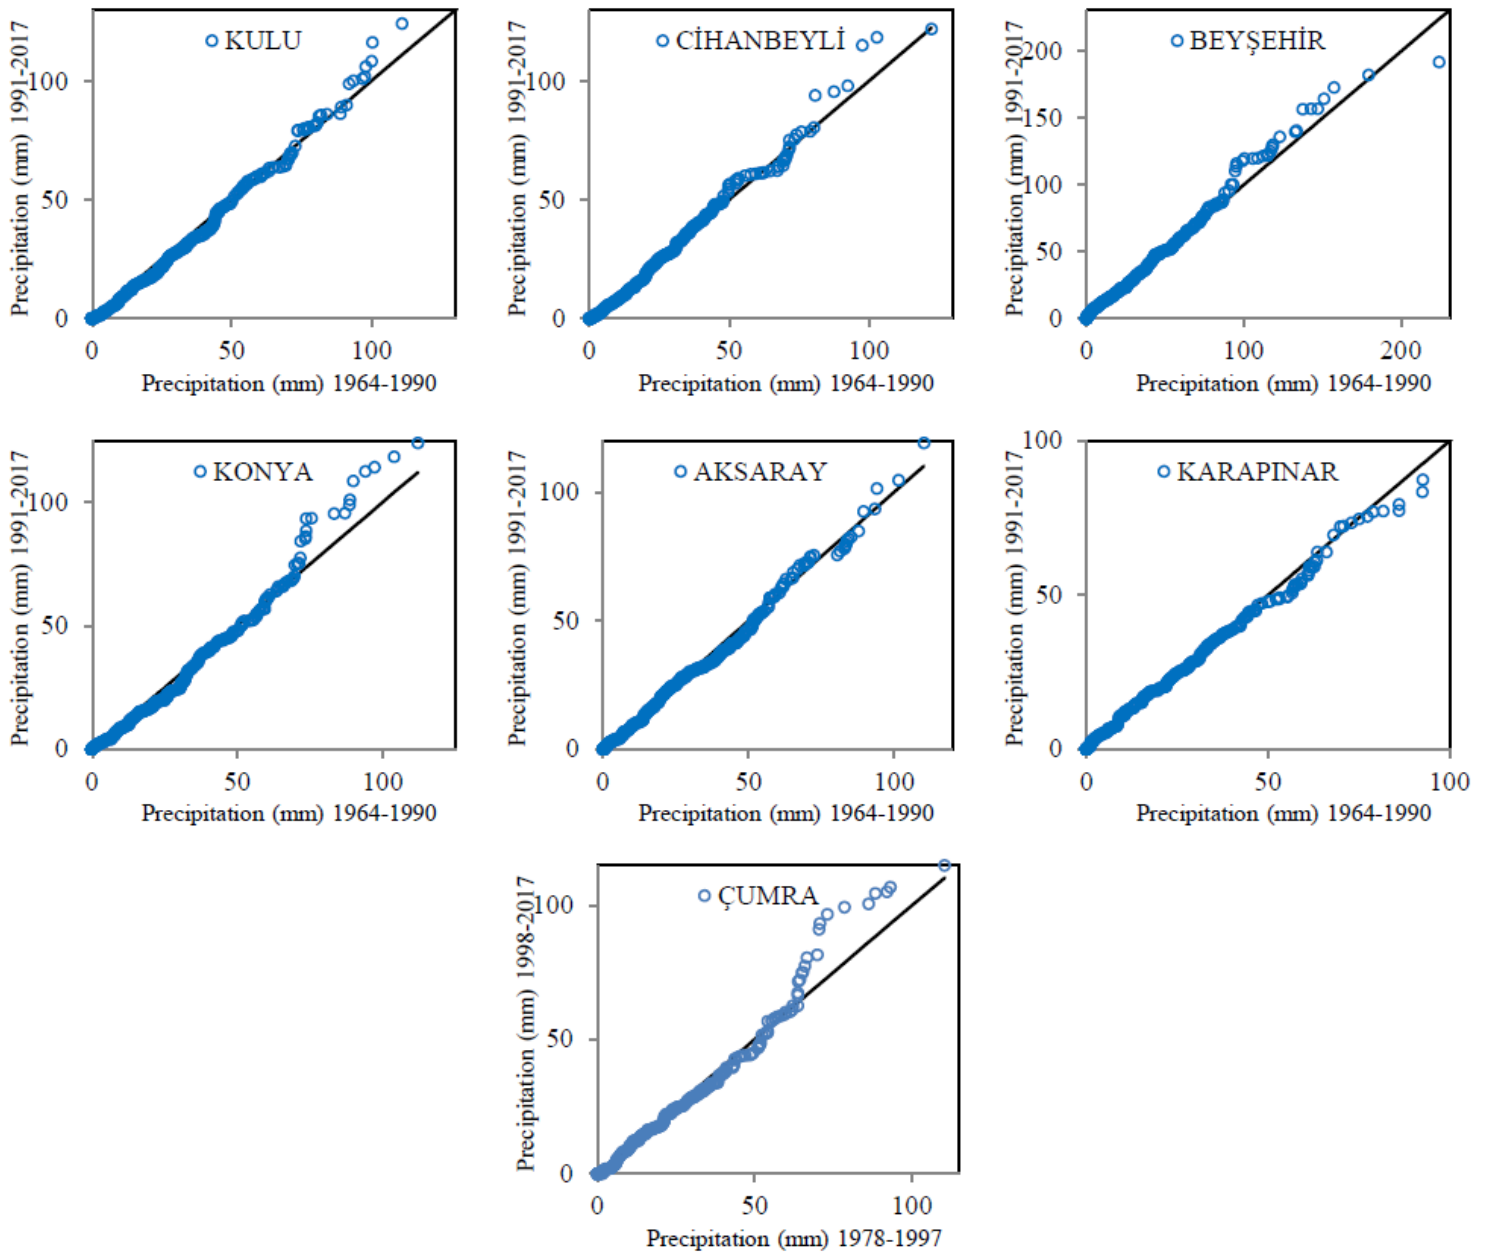 KULU
Precipitation (mm) 1991-2017
100
50
0
0 50 100
Precipitation (mm) 1964-1990
CİHANBEYLİ
Precipitation (mm) 1991-2017
100
50
0
0 50 100
Precipitation (mm) 1964-1990
BEYŞEHİR
Precipitation (mm) 1991-2017
200
150
100
50
0
0 100 200
Precipitation (mm) 1964-1990
KONYA
Precipitation (mm) 1991-2017
100
50
0
0 50 100
Precipitation (mm) 1964-1990
AKSARAY
Precipitation (mm) 1991-2017
100
50
0
0 50 100
Precipitation (mm) 1964-1990
KARAPINAR
Precipitation (mm) 1991-2017
100
50
0
0 50 100
Precipitation (mm) 1964-1990
ÇUMRA
Precipitation (mm) 1998-2017
100
50
0
0 50 100
Precipitation (mm) 1978-1997